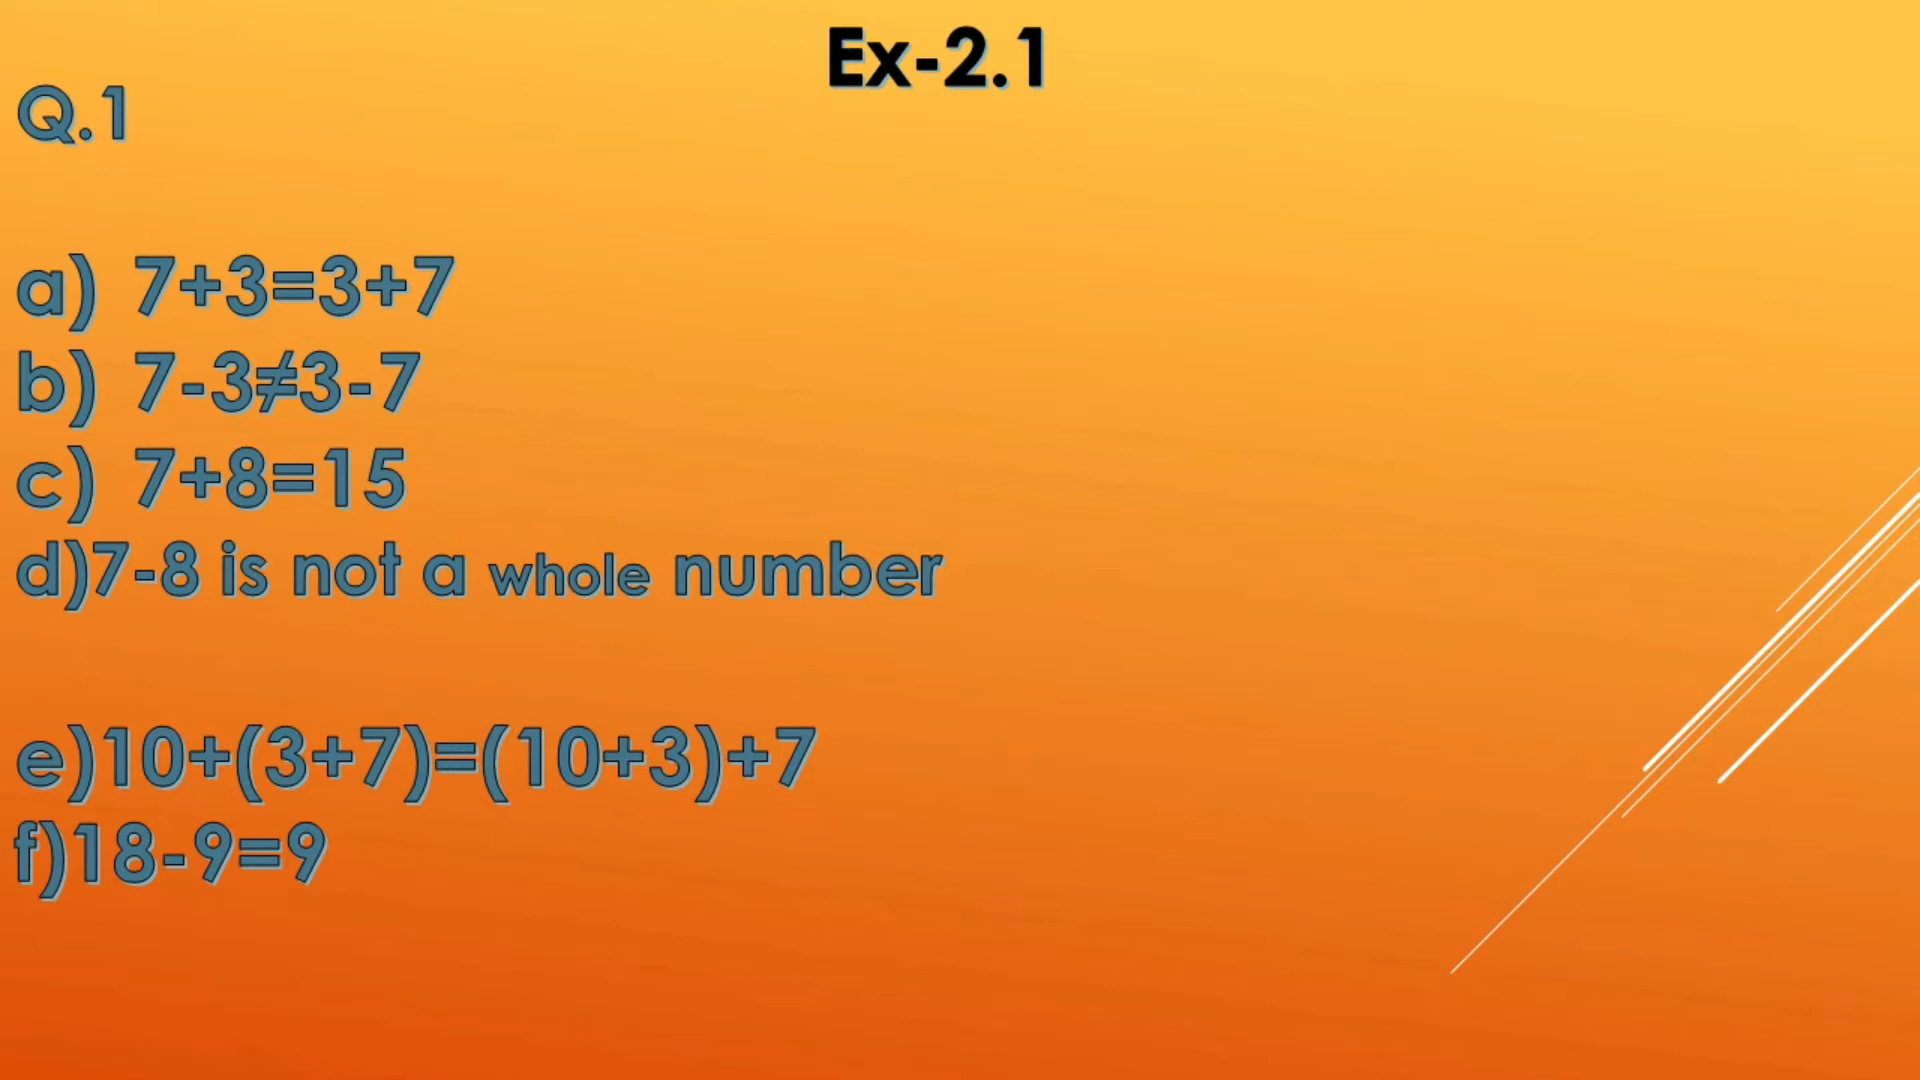 Ex-2.1
Q.1
a) 7+3=3+7
b) 7-3≠3-7
c) 7+8=15
d)7-8 is not a whole number
e)10+(3+7)=(10+3)+7
f)18-9=9